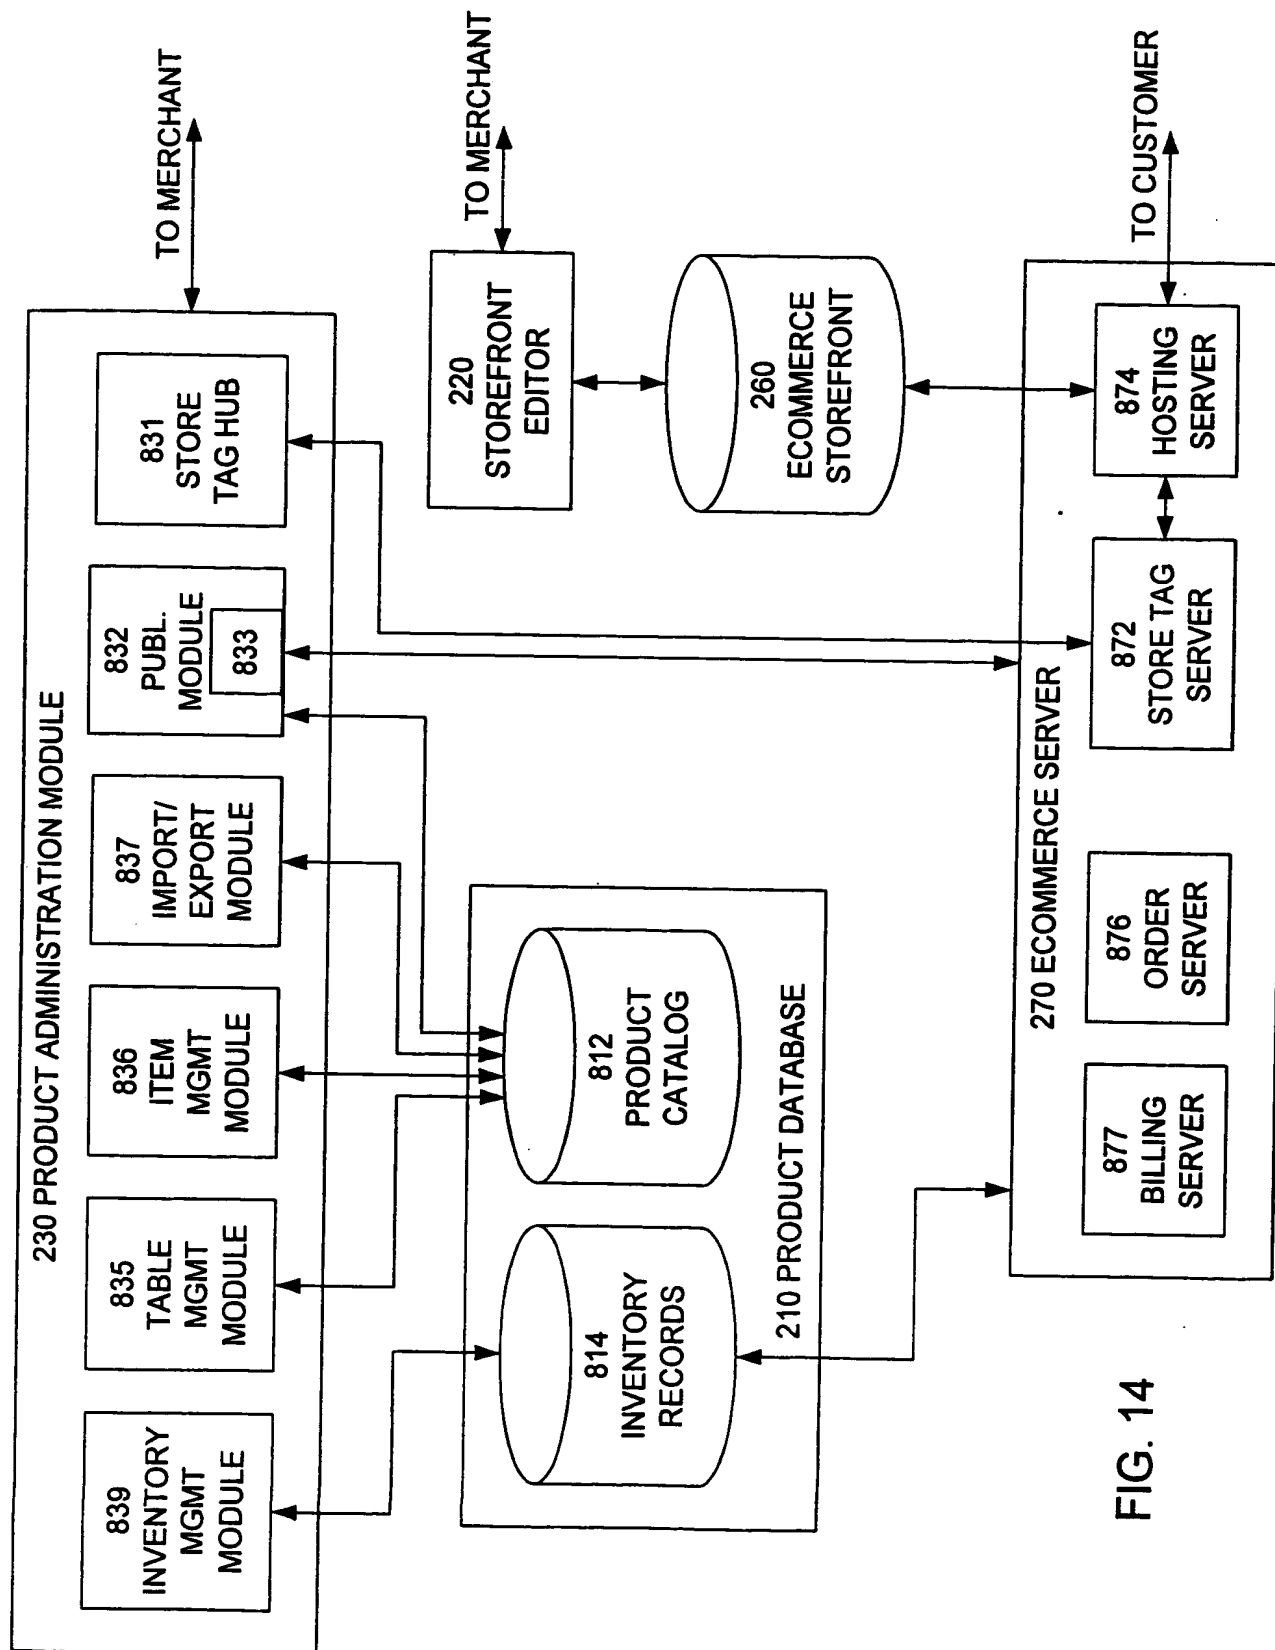 230 PRODUCT ADMINISTRATION MODULE
839
INVENTORY
MGMT
MODULE
835
TABLE
MGMT
MODULE
836
ITEM
MGMT
MODULE
837
IMPORT/
EXPORT
MODULE
832
PUBL.
MODULE
833
831
STORE
TAG HUB
TO MERCHANT
814
INVENTORY
RECORDS
812
PRODUCT
CATALOG
210 PRODUCT DATABASE
220
STOREFRONT
EDITOR
TO MERCHANT
260
ECOMMERCE
STOREFRONT
270 ECOMMERCE SERVER
877
BILLING
SERVER
876
ORDER
SERVER
872
STORE TAG
SERVER
874
HOSTING
SERVER
TO CUSTOMER
FIG. 14